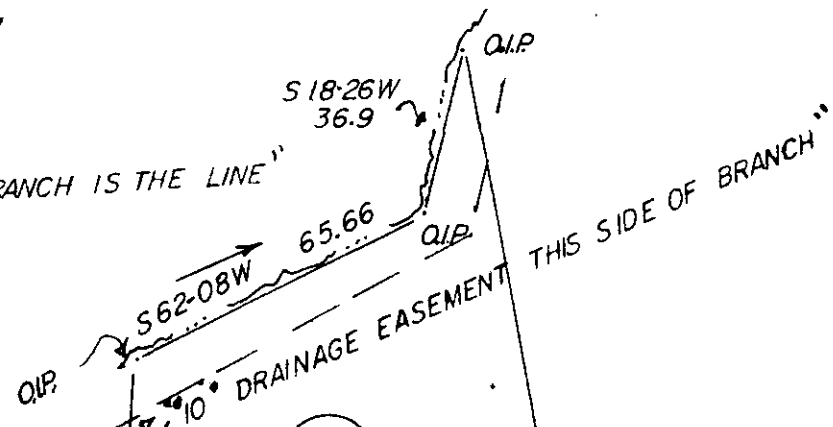 O.I.P.
S 18-26W
36.9
RANCH IS THE LINE"
65.66
S62-08W
O.I.P.
O.I.P.
10' DRAINAGE EASEMENT THIS SIDE OF BRANCH"